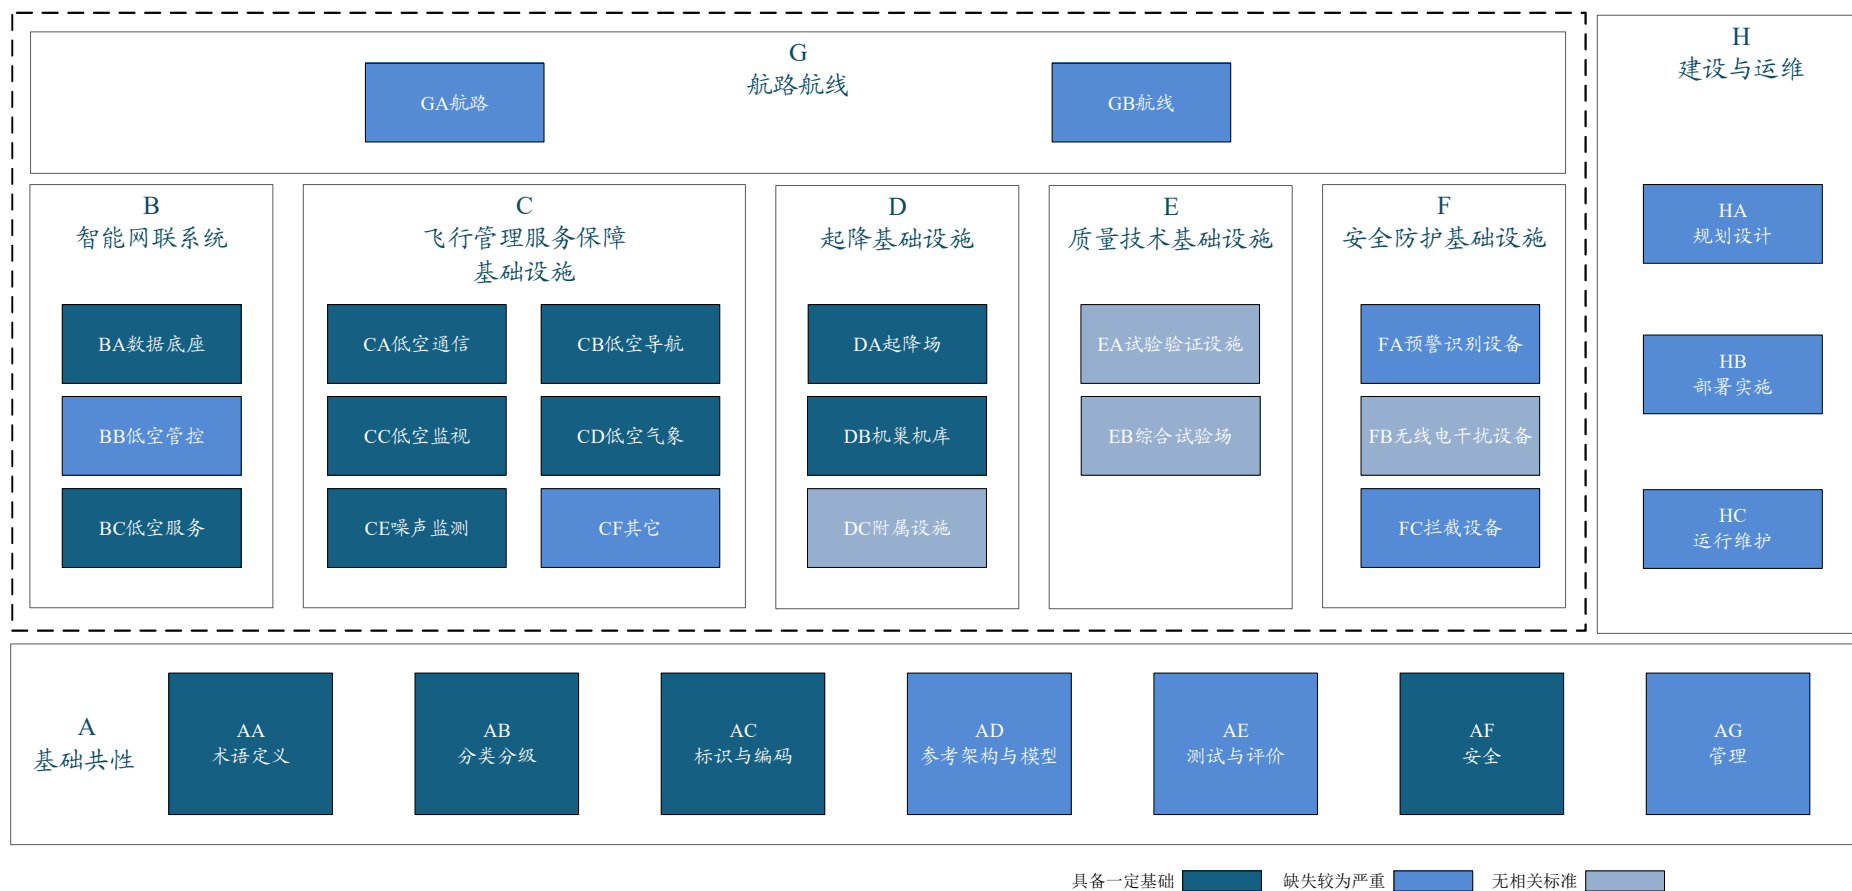 G
航路航线
GA航路
GB航线
H
建设与运维
HA
规划设计
HB
部署实施
HC
运行维护
B
智能网联系统
BA数据底座
BB低空管控
BC低空服务
C
飞行管理服务保障
基础设施
CA低空通信
CB低空导航
CC低空监视
CD低空气象
CE噪声监测
CF其它
D
起降基础设施
DA起降场
DB机巢机库
DC附属设施
E
质量技术基础设施
EA试验验证设施
EB综合试验场
F
安全防护基础设施
FA预警识别设备
FB无线电干扰设备
FC拦截设备
A
基础共性
AA
术语定义
AB
分类分级
AC
标识与编码
AD
参考架构与模型
AE
测试与评价
AF
安全
AG
管理
具备一定基础
缺失较为严重
无相关标准